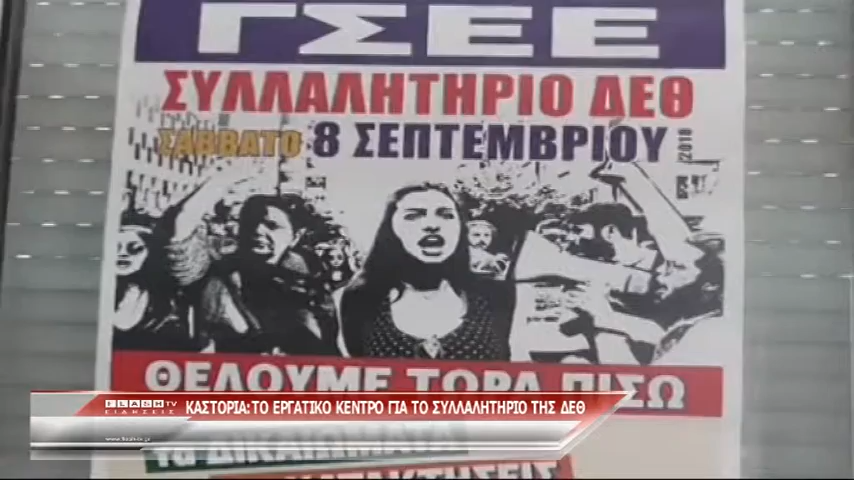 ΓΣΕΕ
ΣΥΛΛΑΛΗΤΗΡΙΟ ΔΕΘ
ΣΑΒΒΑΤΟ 8 ΣΕΠΤΕΜΒΡΙΟΥ 2018
ΘΕΛΟΥΜΕ ΤΩΡΑ ΠΙΣΩ
FLASH TV
ΕΙΔΗΣΕΙΣ
ΚΑΣΤΟΡΙΑ:ΤΟ ΕΡΓΑΤΙΚΟ ΚΕΝΤΡΟ ΓΙΑ ΤΟ ΣΥΛΛΑΛΗΤΗΡΙΟ ΤΗΣ ΔΕΘ
τα ΔΙΚΑΙΩΜΑΤΑ